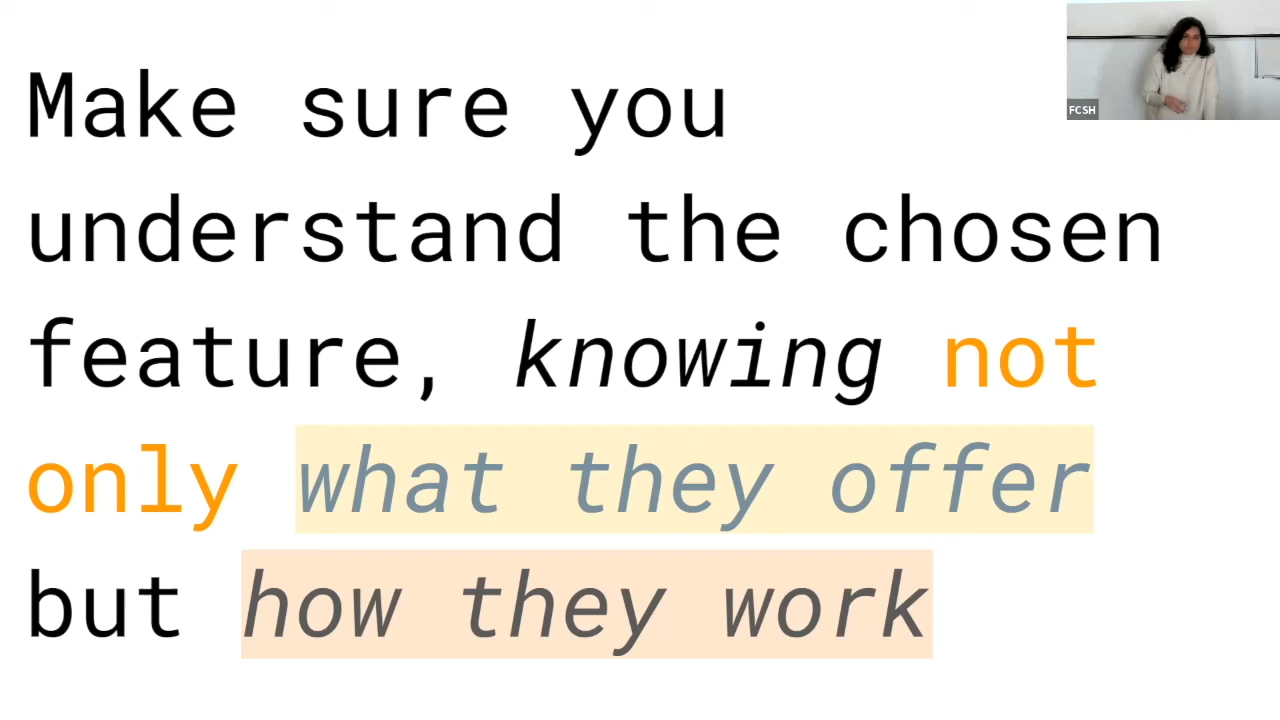 Make sure you
understand the chosen
feature, knowing not
only what they offer
but how they work
FCSH